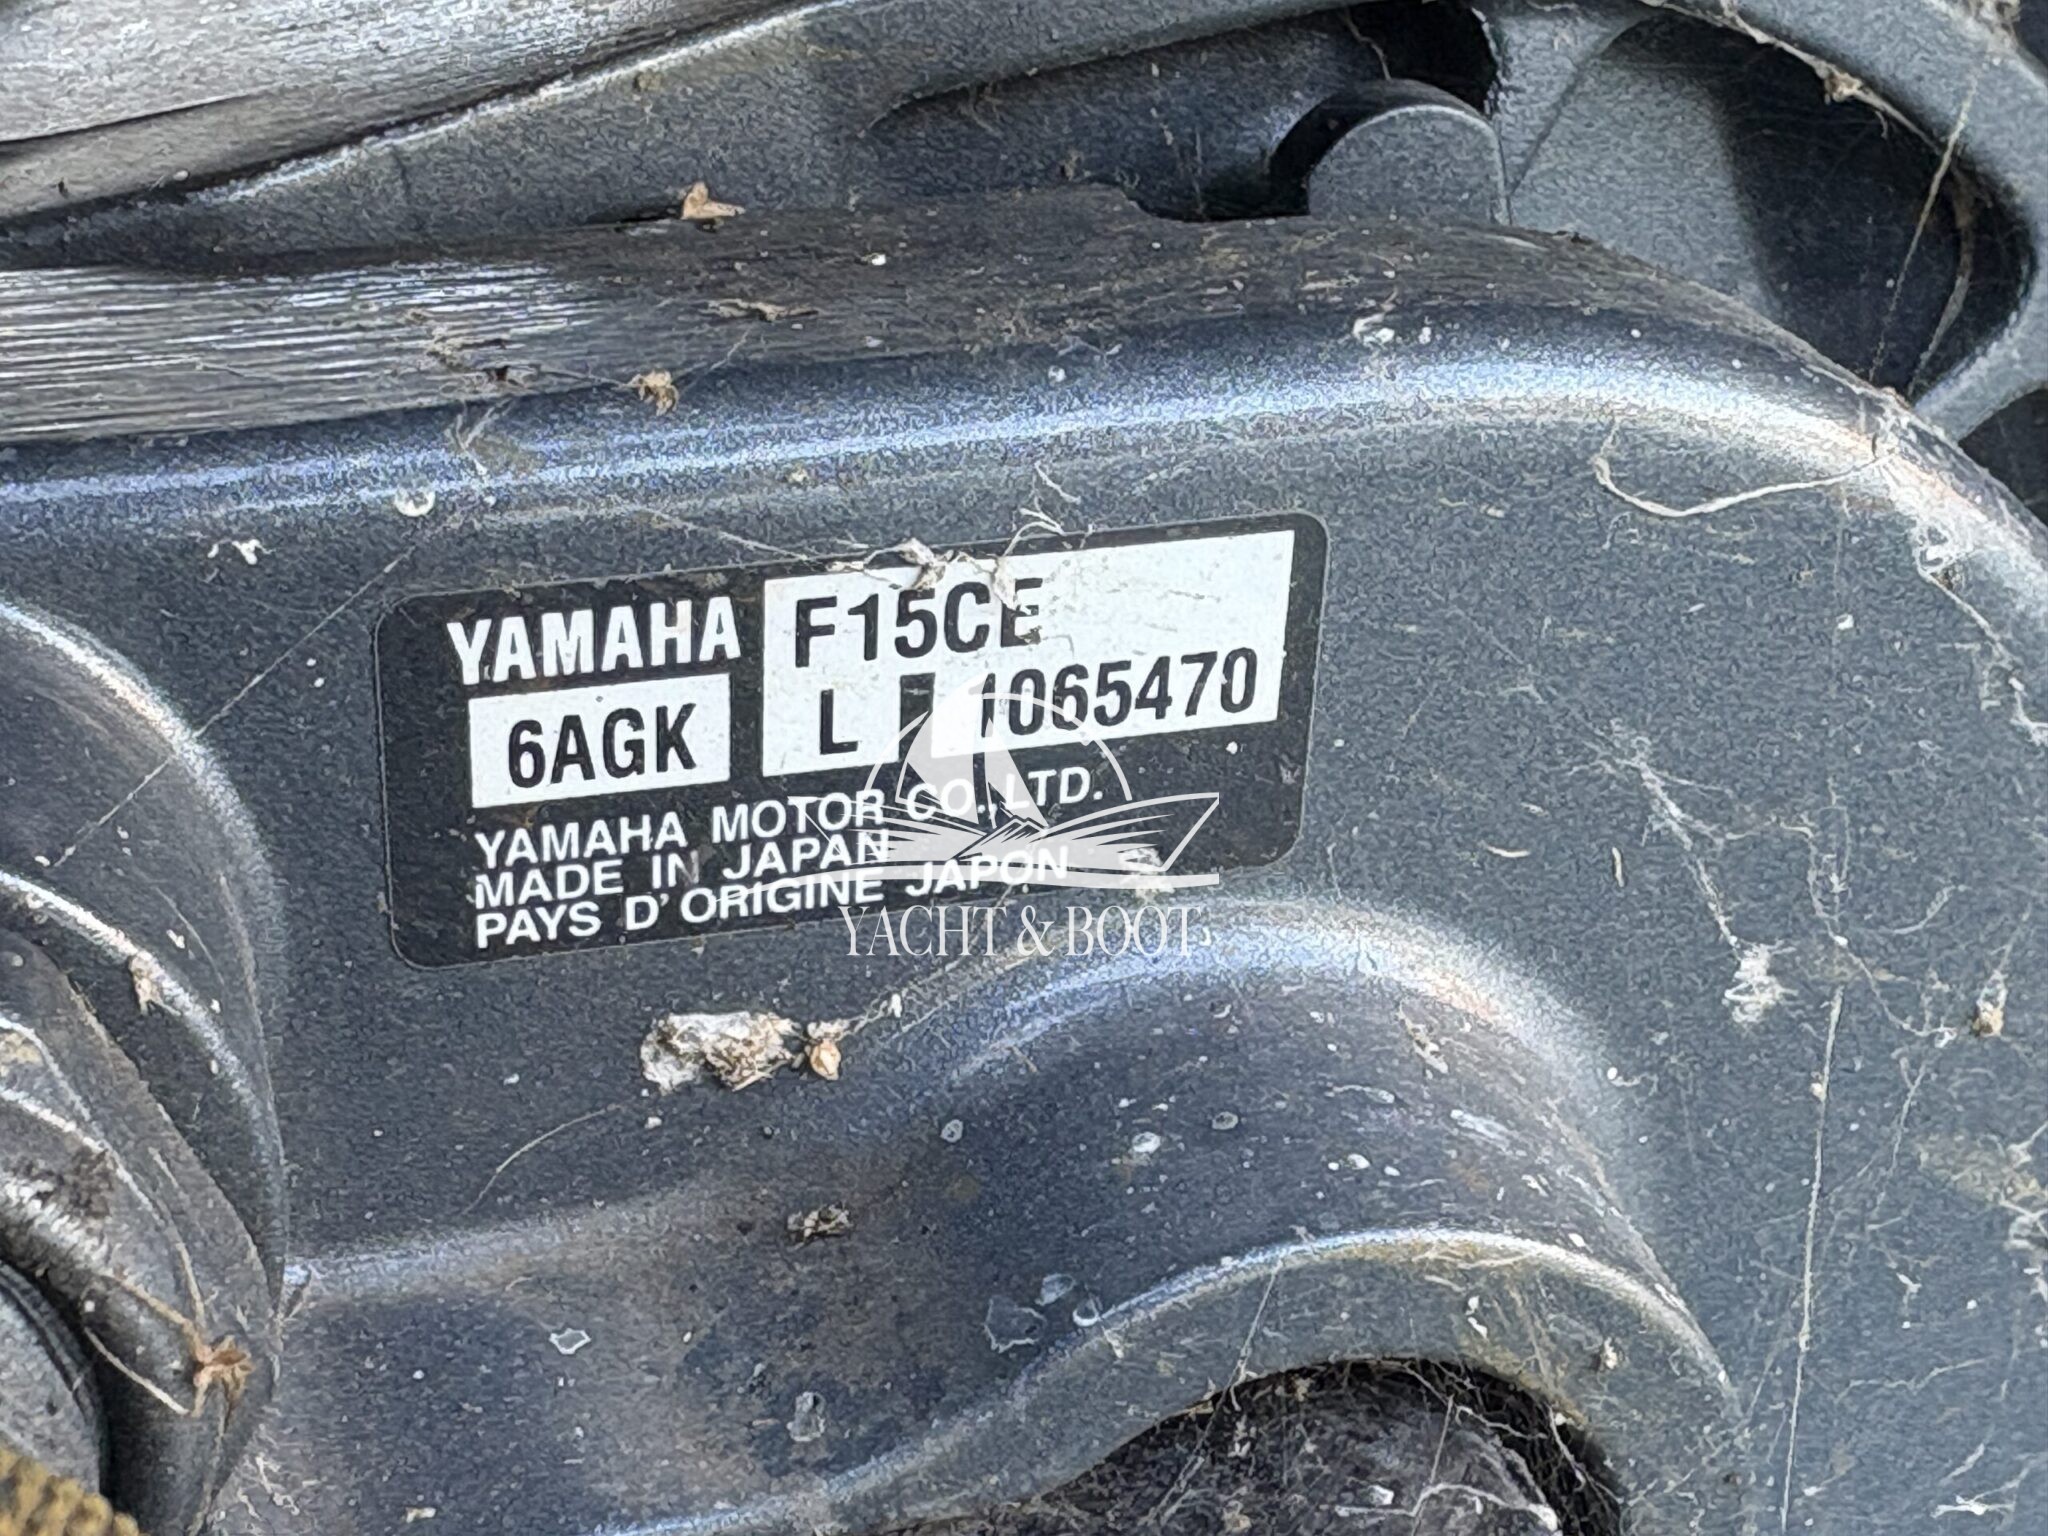 YAMAHA F15CE
6AGK L 1065470
YAMAHA MOTOR CO., LTD.
MADE IN JAPAN
PAYS D'ORIGINE JAPON
YACHT & BOOT